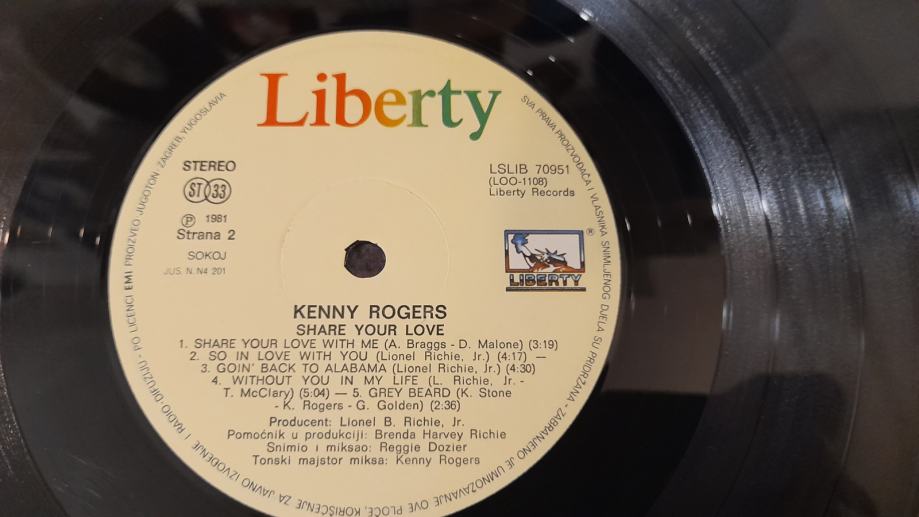 Liberty
STEREO
ST 33
Ⓟ 1981
Strana 2
SOKOJ
JUS. N. N4 201
LSLIB 70951
(LOO-1108)
Liberty Records
®
LIBERTY
KENNY ROGERS
SHARE YOUR LOVE
1. SHARE YOUR LOVE WITH ME (A. Braggs - D. Malone) (3:19)
2. SO IN LOVE WITH YOU (Lionel Richie, Jr.) (4:17) —
3. GOIN' BACK TO ALABAMA (Lionel Richie, Jr.) (4:30)
4. WITHOUT YOU IN MY LIFE (L. Richie, Jr. -
T. McClary) (5:04) — 5. GREY BEARD (K. Stone
- K. Rogers - G. Golden) (2:36)
Producent: Lionel B. Richie, Jr.
Pomoćnik u produkciji: Brenda Harvey Richie
Snimio i miksao: Reggie Dozier
Tonski majstor miksa: Kenny Rogers
SVA PRAVA PROIZVOĐAČA I VLASNIKA SNIMLJENOG DJELA SU PRIDRŽANA - ZABRANJENO JE UMNOŽAVANJE OVE PLOČE, KORIŠĆENJE ZA JAVNO IZVOĐENJE I RADIO-DIFUZIJU - PO LICENCI EMI PROIZVEO JUGOTON ZAGREB, YUGOSLAVIA